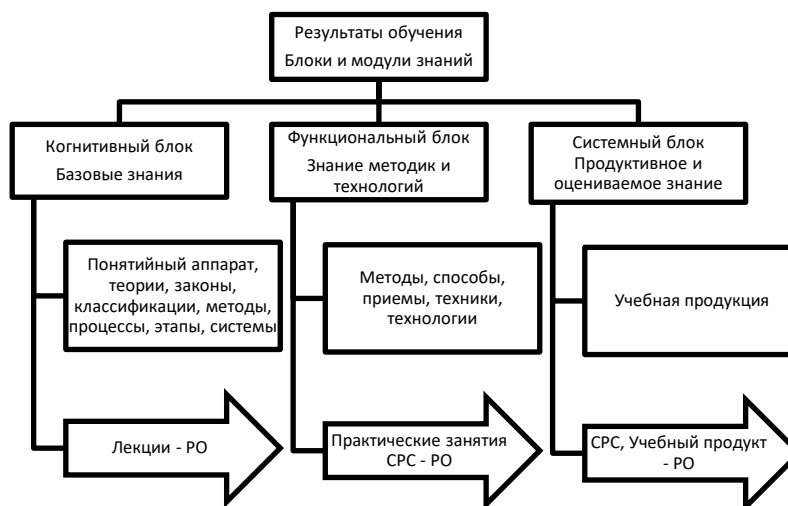 Результаты обучения
Блоки и модули знаний
Когнитивный блок
Базовые знания
Функциональный блок
Знание методик и
технологий
Системный блок
Продуктивное и
оцениваемое знание
Понятийный аппарат,
теории, законы,
классификации, методы,
процессы, этапы, системы
Методы, способы,
приемы, техники,
технологии
Учебная продукция
Лекции - РО
Практические занятия
СРС - РО
СРС, Учебный продукт
- РО